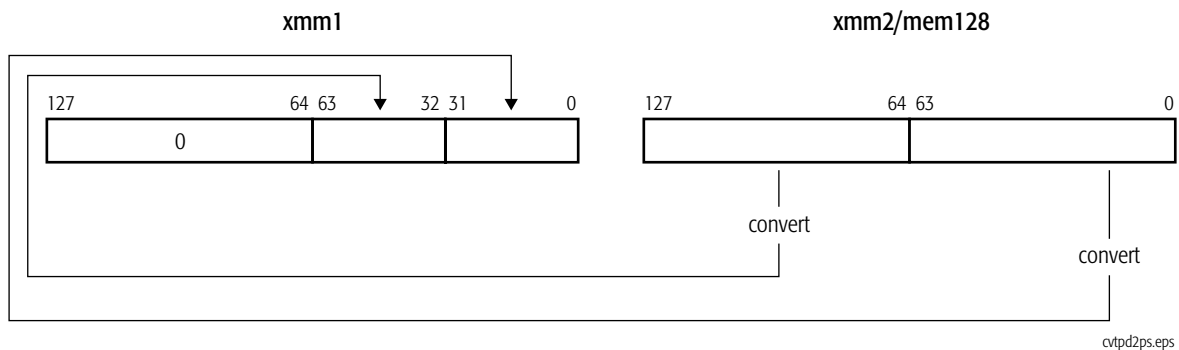 xmm1 xmm2/mem128
127 64 63 32 31 0 127 64 63 0
0
convert
convert
cvtpd2ps.eps